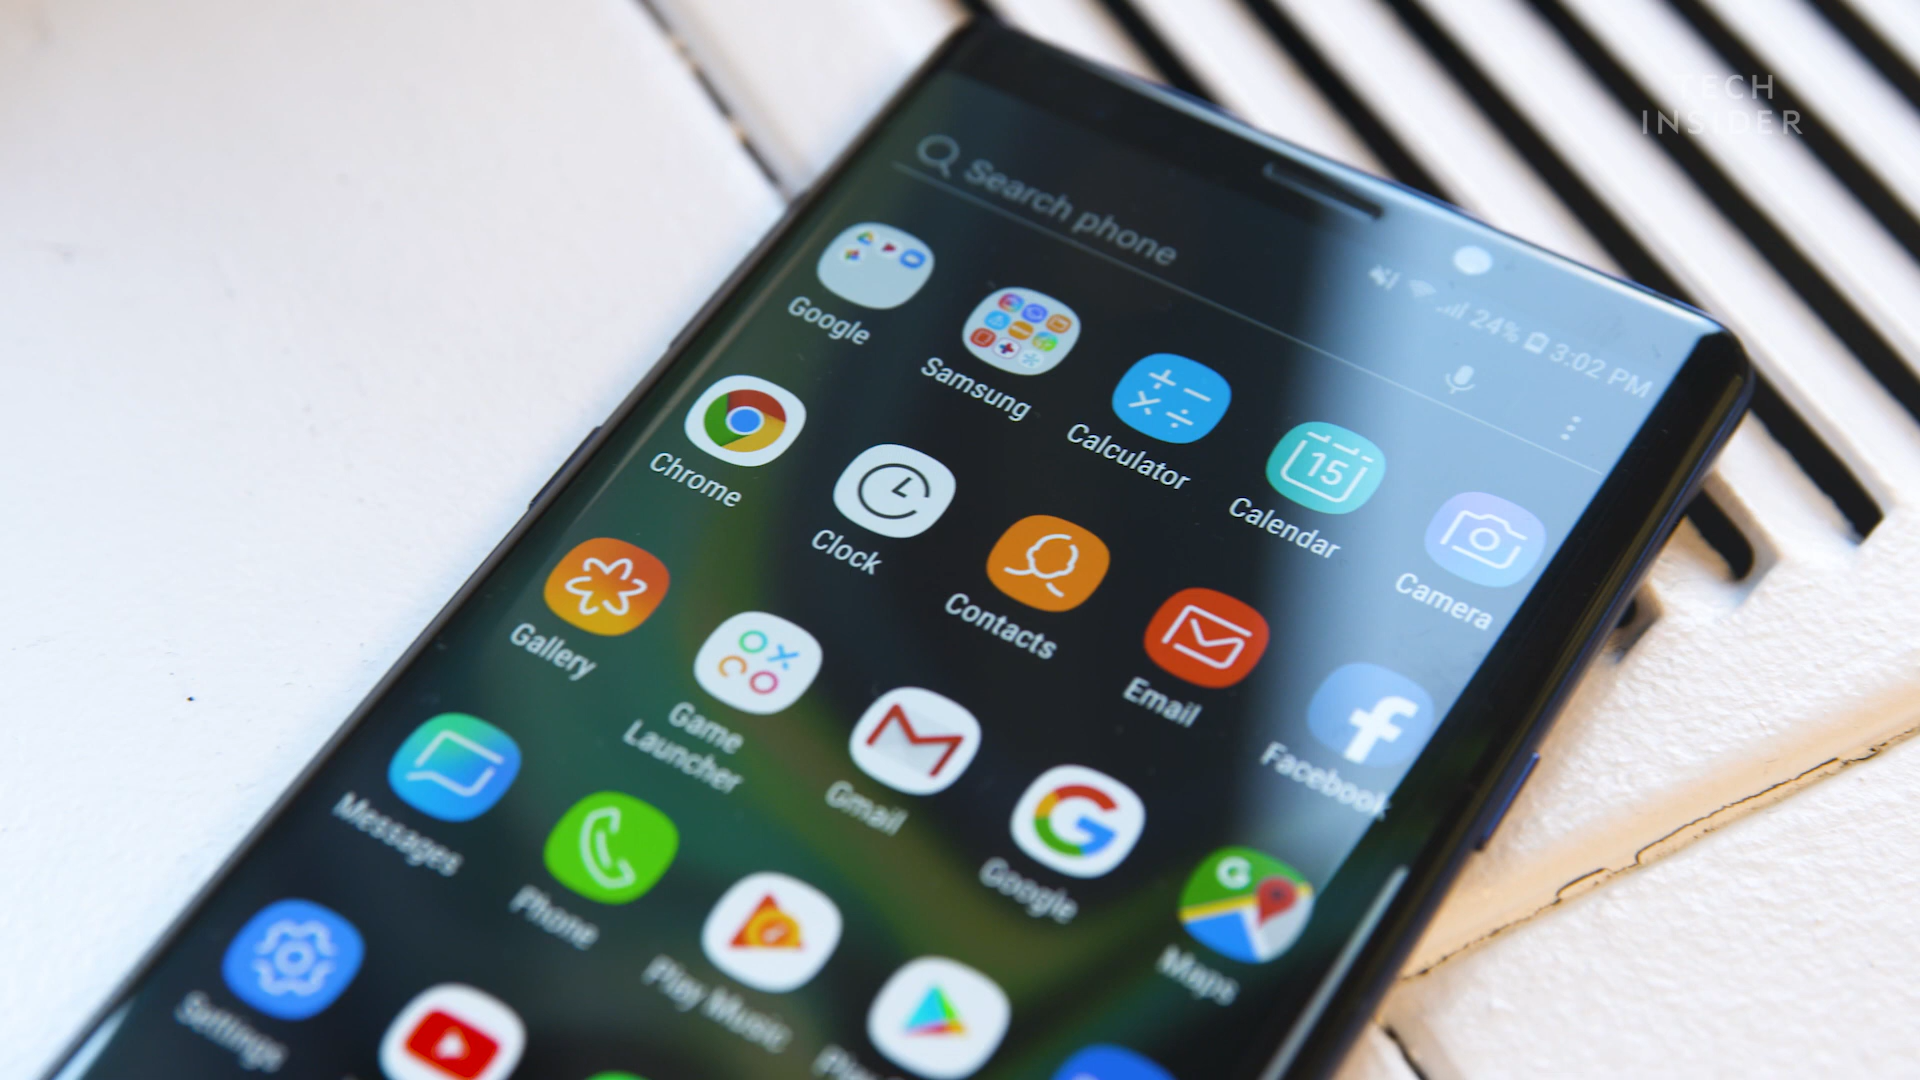 TECH
INSIDER
Search phone
24% 3:02 PM
Google
Samsung
Calculator
15
Calendar
Camera
Chrome
Clock
Contacts
Email
Facebook
Gallery
Game
Launcher
Gmail
Google
Maps
Messages
Phone
Play Music
Settings